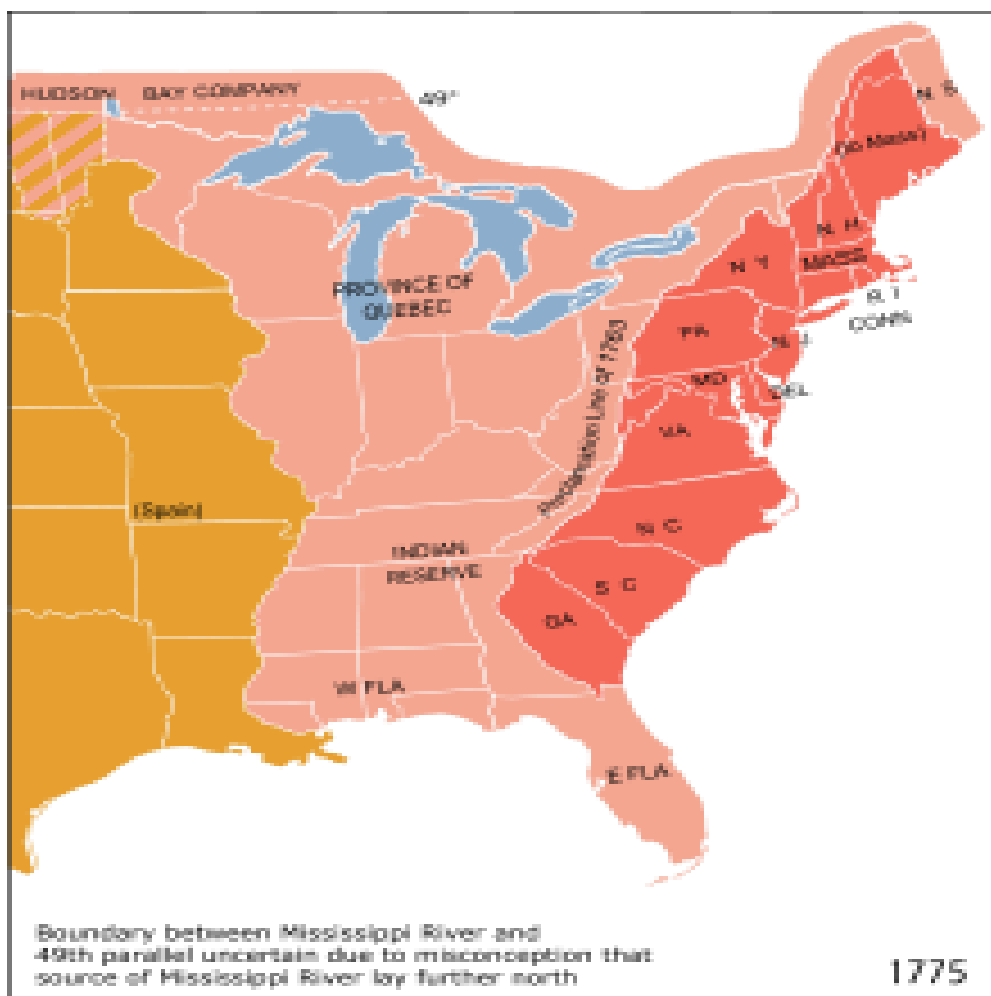 HUDSON BAY COMPANY
49°
N S
(to Mass)
N H
N Y
MASS
R I
CONN
PROVINCE OF
QUEBEC
PA
N J
MD
DEL
Proclamation Line of 1763
VA
(Spain)
N C
INDIAN
RESERVE
S C
GA
W FLA
E FLA
Boundary between Mississippi River and
49th parallel uncertain due to misconception that
source of Mississippi River lay further north
1775